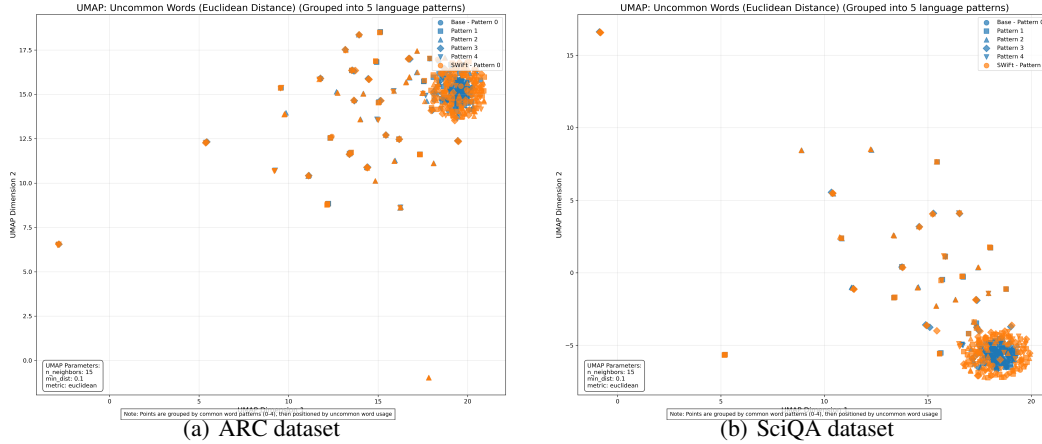 UMAP: Uncommon Words (Euclidean Distance) (Grouped into 5 language patterns)
Base - Pattern 0
Pattern 1
Pattern 2
Pattern 3
Pattern 4
SWiFt - Pattern 0
17.5
15.0
12.5
10.0
7.5
5.0
2.5
0.0
UMAP Dimension 2
0
5
10
15
20
UMAP Parameters:
n_neighbors: 15
min_dist: 0.1
metric: euclidean
Note: Points are grouped by common word patterns (0-4), then positioned by uncommon word usage
(a) ARC dataset
UMAP: Uncommon Words (Euclidean Distance) (Grouped into 5 language patterns)
Base - Pattern 0
Pattern 1
Pattern 2
Pattern 3
Pattern 4
SWiFt - Pattern 0
15
10
5
0
−5
UMAP Dimension 2
0
5
10
15
20
UMAP Parameters:
n_neighbors: 15
min_dist: 0.1
metric: euclidean
Note: Points are grouped by common word patterns (0-4), then positioned by uncommon word usage
(b) SciQA dataset